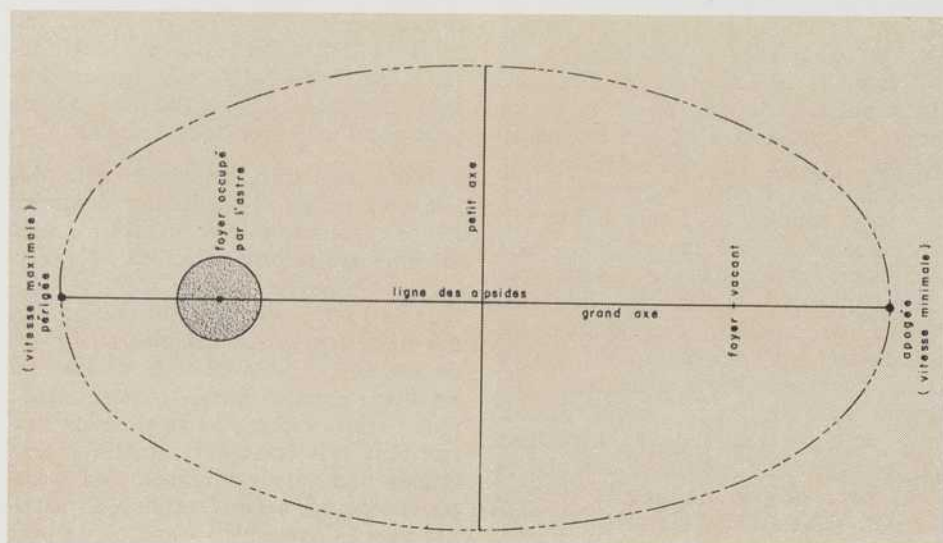 ( vitesse maximale )
périgée
foyer occupé
par l'astre
ligne des apsides
petit axe
grand axe
foyer vacant
apogée
( vitesse minimale )